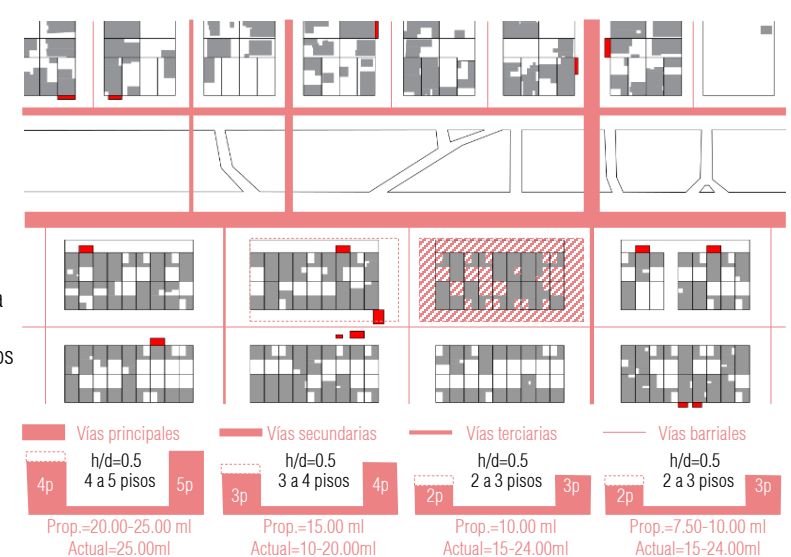 a
os
Vías principales
Vías secundarias
Vías terciarias
Vías barriales
h/d=0.5
4 a 5 pisos
4p
5p
Prop.=20.00-25.00 ml
Actual=25.00ml
h/d=0.5
3 a 4 pisos
3p
4p
Prop.=15.00 ml
Actual=10-20.00ml
h/d=0.5
2 a 3 pisos
2p
3p
Prop.=10.00 ml
Actual=15-24.00ml
h/d=0.5
2 a 3 pisos
2p
3p
Prop.=7.50-10.00 ml
Actual=15-24.00ml